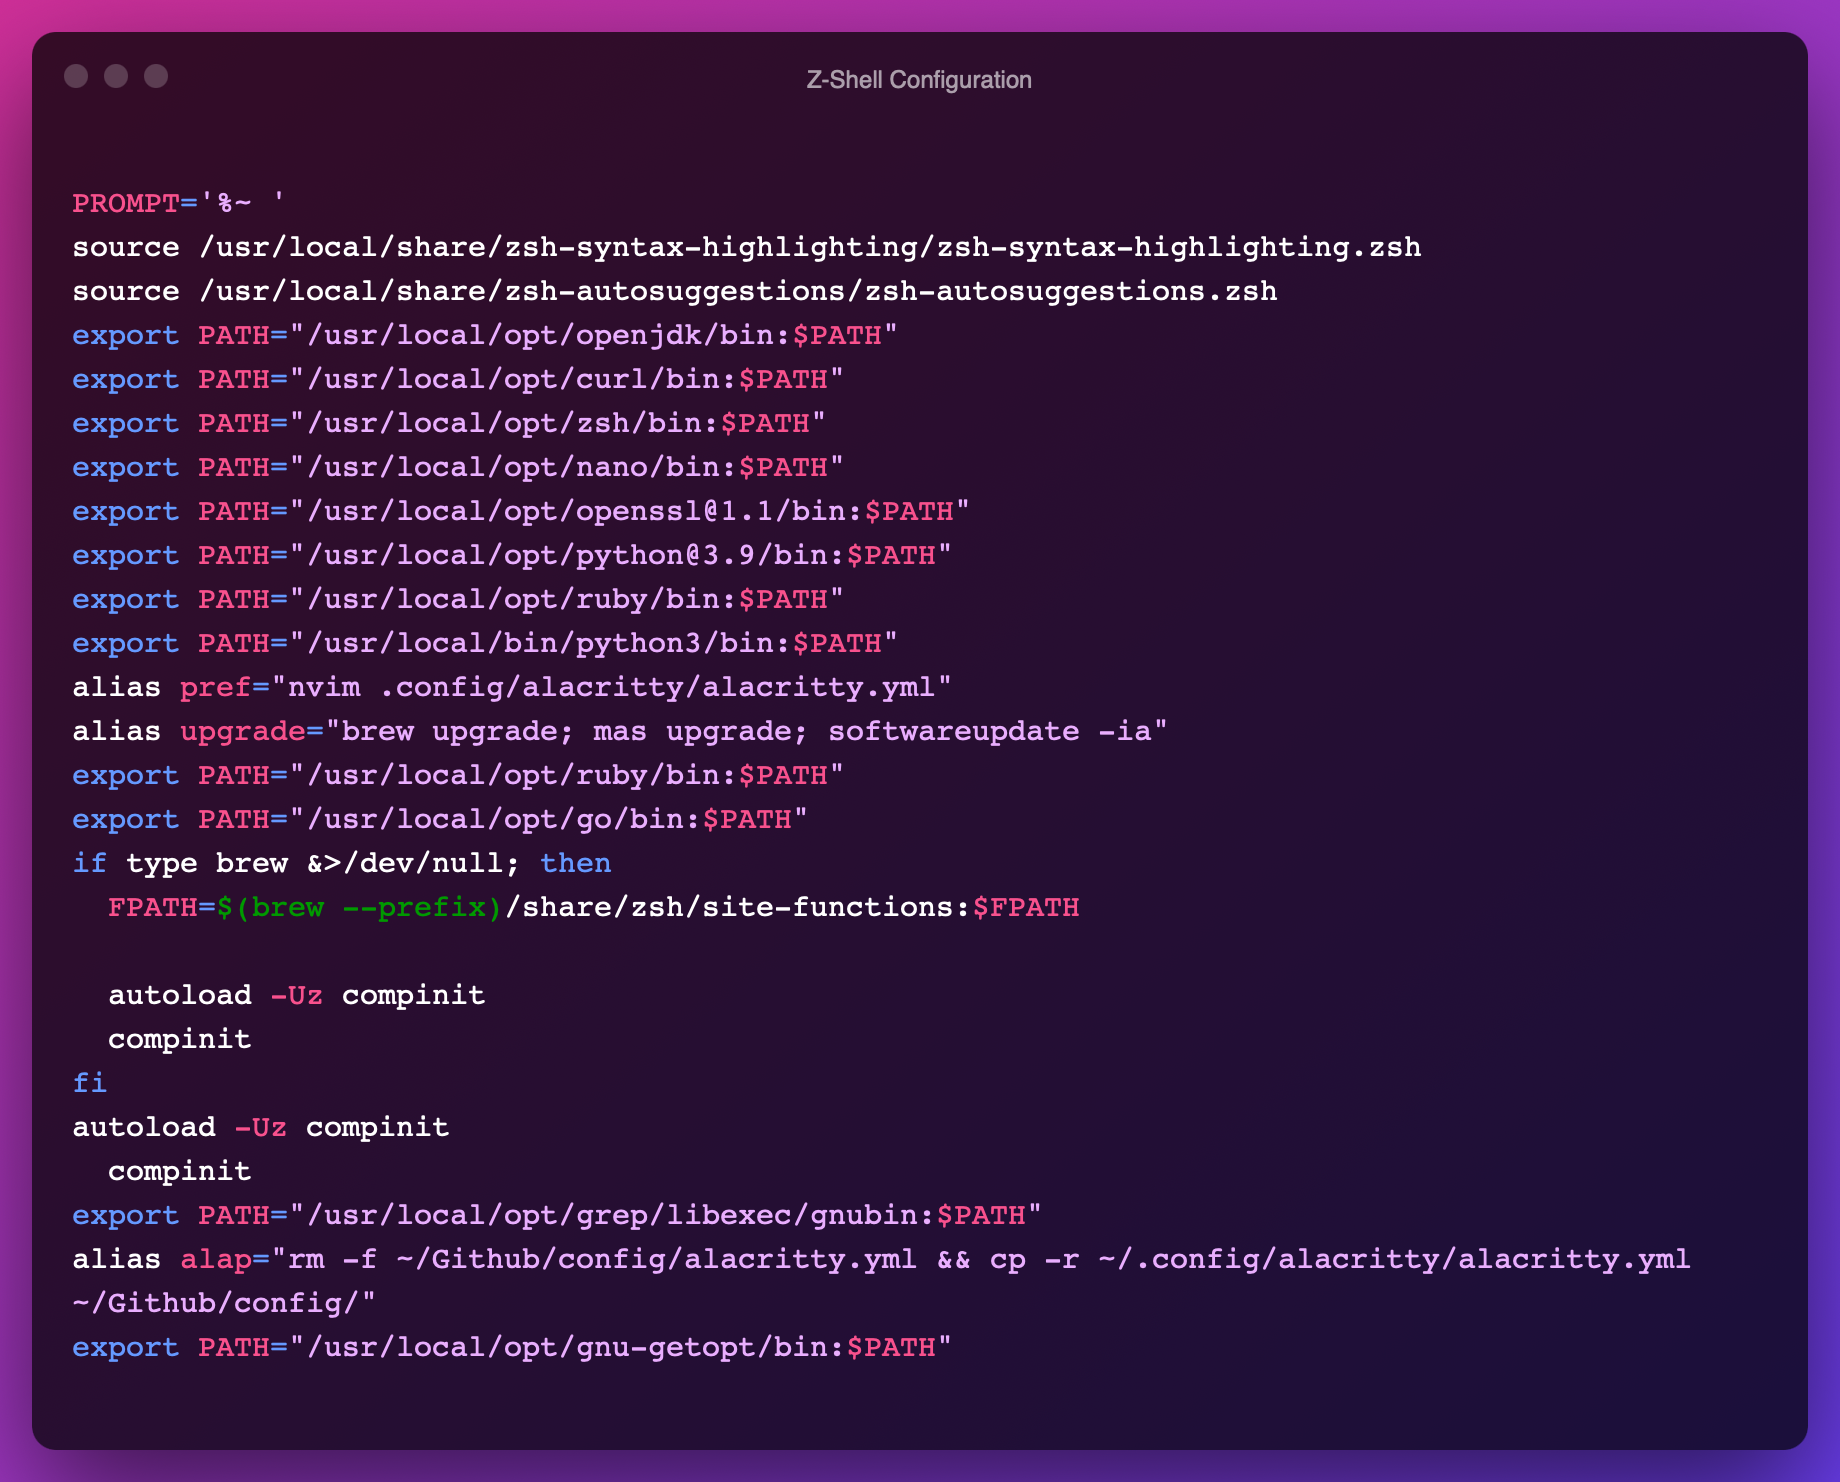 Z-Shell Configuration
PROMPT='%~ '
source /usr/local/share/zsh-syntax-highlighting/zsh-syntax-highlighting.zsh
source /usr/local/share/zsh-autosuggestions/zsh-autosuggestions.zsh
export PATH="/usr/local/opt/openjdk/bin:$PATH"
export PATH="/usr/local/opt/curl/bin:$PATH"
export PATH="/usr/local/opt/zsh/bin:$PATH"
export PATH="/usr/local/opt/nano/bin:$PATH"
export PATH="/usr/local/opt/openssl@1.1/bin:$PATH"
export PATH="/usr/local/opt/python@3.9/bin:$PATH"
export PATH="/usr/local/opt/ruby/bin:$PATH"
export PATH="/usr/local/bin/python3/bin:$PATH"
alias pref="nvim .config/alacritty/alacritty.yml"
alias upgrade="brew upgrade; mas upgrade; softwareupdate -ia"
export PATH="/usr/local/opt/ruby/bin:$PATH"
export PATH="/usr/local/opt/go/bin:$PATH"
if type brew &>/dev/null; then
  FPATH=$(brew --prefix)/share/zsh/site-functions:$FPATH

  autoload -Uz compinit
  compinit
fi
autoload -Uz compinit
  compinit
export PATH="/usr/local/opt/grep/libexec/gnubin:$PATH"
alias alap="rm -f ~/Github/config/alacritty.yml && cp -r ~/.config/alacritty/alacritty.yml
~/Github/config/"
export PATH="/usr/local/opt/gnu-getopt/bin:$PATH"